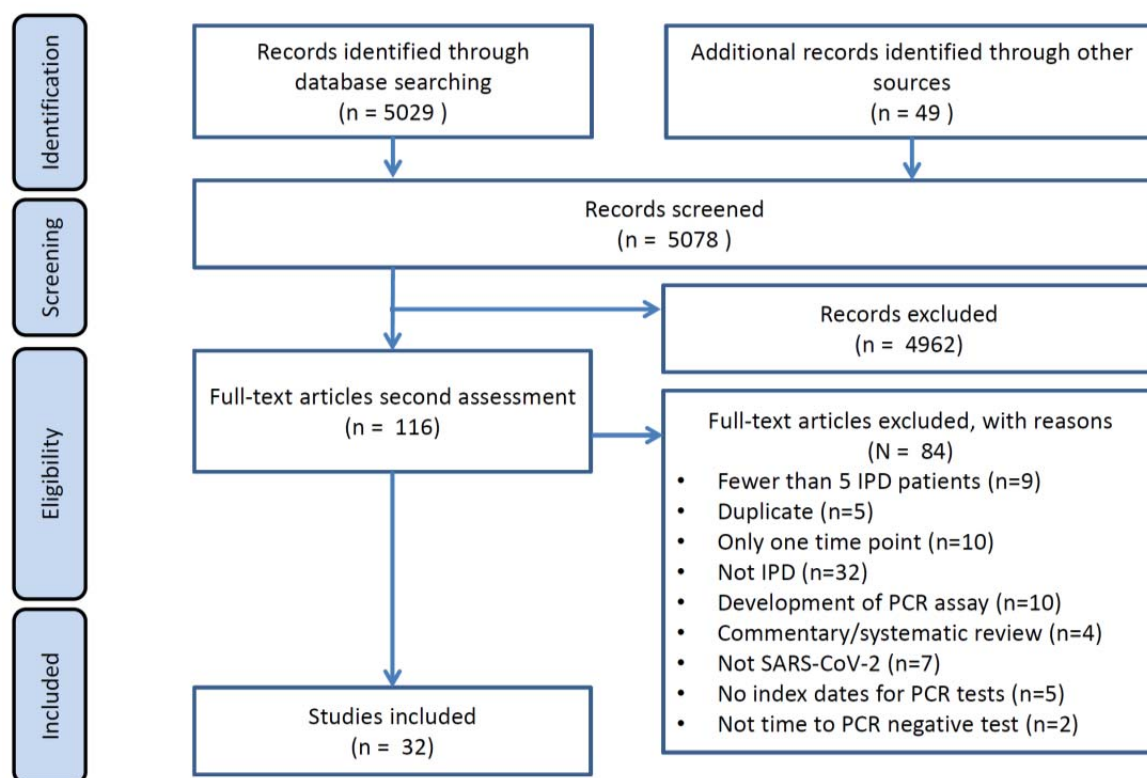 Identification
Records identified through
database searching
(n = 5029 )
Additional records identified through other
sources
(n = 49 )
Screening
Records screened
(n = 5078 )
Records excluded
(n = 4962)
Eligibility
Full-text articles second assessment
(n = 116)
Full-text articles excluded, with reasons
(N = 84)
• Fewer than 5 IPD patients (n=9)
• Duplicate (n=5)
• Only one time point (n=10)
• Not IPD (n=32)
• Development of PCR assay (n=10)
• Commentary/systematic review (n=4)
• Not SARS-CoV-2 (n=7)
• No index dates for PCR tests (n=5)
• Not time to PCR negative test (n=2)
Included
Studies included
(n = 32)